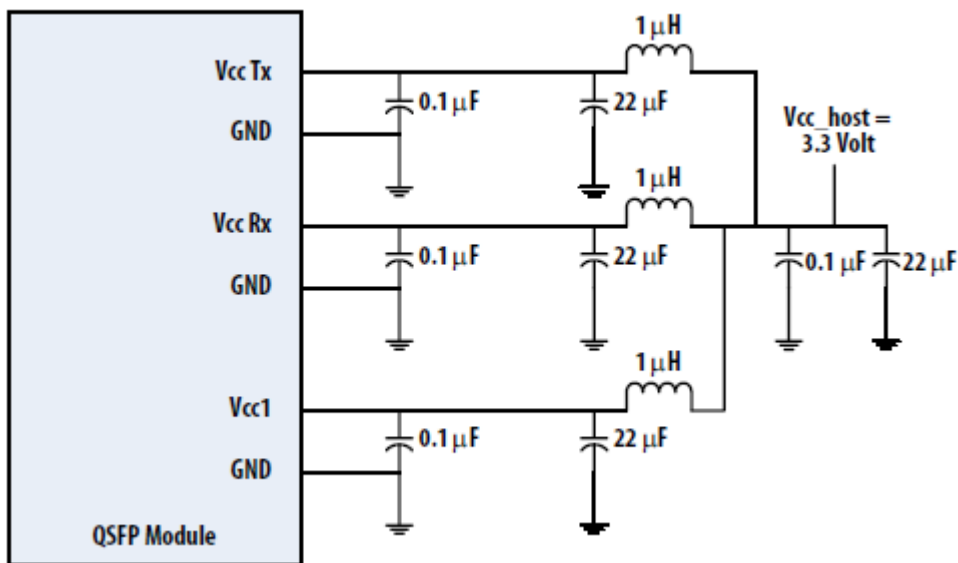 1 μH
Vcc Tx
0.1 μF
22 μF
GND
Vcc_host =
3.3 Volt
1 μH
Vcc Rx
0.1 μF
22 μF
0.1 μF
22 μF
GND
1 μH
Vcc1
0.1 μF
22 μF
GND
QSFP Module